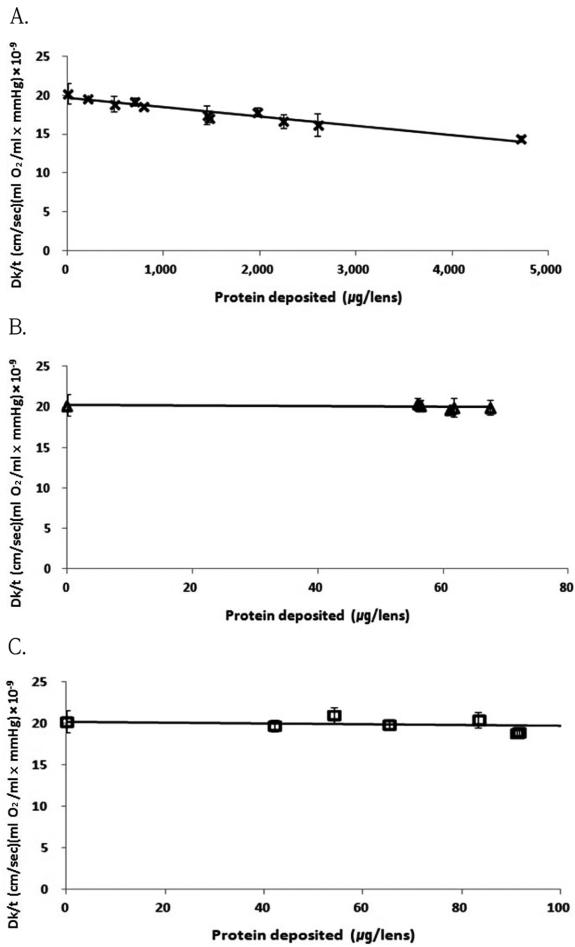 A.
Dk/t (cm/sec)(ml O₂ /ml x mmHg) × 10⁻⁹
25
20
15
10
5
0
0 1,000 2,000 3,000 4,000 5,000
Protein deposited (µg/lens)
B.
Dk/t (cm/sec)(ml O₂ /ml x mmHg) × 10⁻⁹
25
20
15
10
5
0
0 20 40 60 80
Protein deposited (µg/lens)
C.
Dk/t (cm/sec)(ml O₂ /ml x mmHg) × 10⁻⁹
25
20
15
10
5
0
0 20 40 60 80 100
Protein deposited (µg/lens)